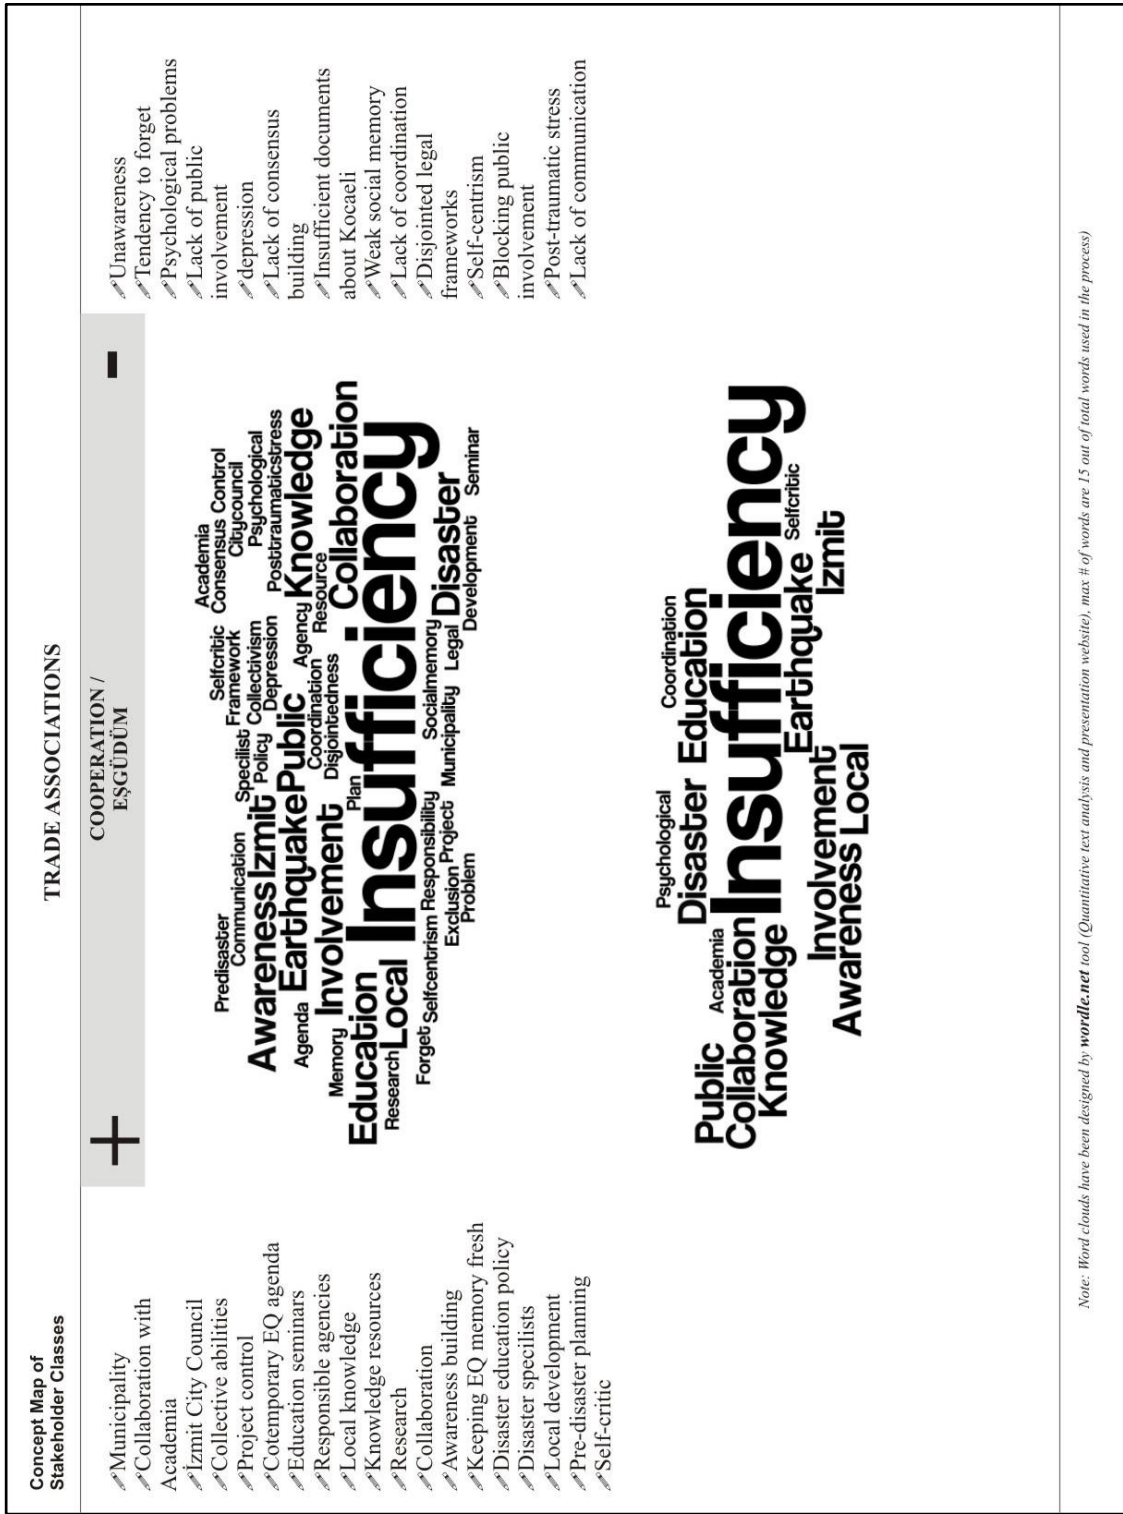 Concept Map of
Stakeholder Classes
TRADE ASSOCIATIONS
COOPERATION /
EŞGÜDÜM
+
-
Municipality
Collaboration with
Academia
İzmit City Council
Collective abilities
Project control
Cotemporary EQ agenda
Education seminars
Responsible agencies
Local knowledge
Knowledge resources
Research
Collaboration
Awareness building
Keeping EQ memory fresh
Disaster education policy
Disaster specilists
Local development
Pre-disaster planning
Self-critic
Academia
Selfcritic Consensus Control
Predisaster Framework Citycouncil
Communication Specilist Collectivism Psychological
Awareness Izmit Policy Depression Posttraumaticstress
Agenda Earthquake Public Agency Knowledge
Coordination Resource
Memory Involvement Plan Disjointedness Collaboration
Education Insufficiency
Research Local
Forget Selfcentrism Responsibility Socialmemory Disaster
Exclusion Project Municipality Legal Development Seminar
Problem
Psychological Coordination
Public Academia Disaster Education
Collaboration Insufficiency
Knowledge Earthquake Selfcritic
Involvement Izmit
Awareness Local
Unawareness
Tendency to forget
Psychological problems
Lack of public
involvement
depression
Lack of consensus
building
Insufficient documents
about Kocaeli
Weak social memory
Lack of coordination
Disjointed legal
frameworks
Self-centrism
Blocking public
involvement
Post-traumatic stress
Lack of communication
Note: Word clouds have been designed by wordle.net tool (Quantitative text analysis and presentation website), max # of words are 15 out of total words used in the process)